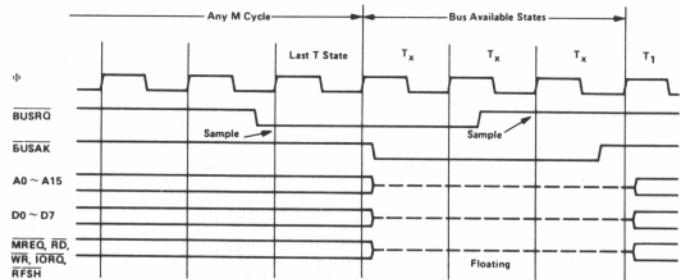 Any M Cycle
Bus Available States
Last T State
Tx
Tx
Tx
T1
Φ
BUSRQ
Sample
Sample
BUSAK
A0 ~ A15
D0 ~ D7
MREQ, RD,
WR, IORQ,
RFSH
Floating